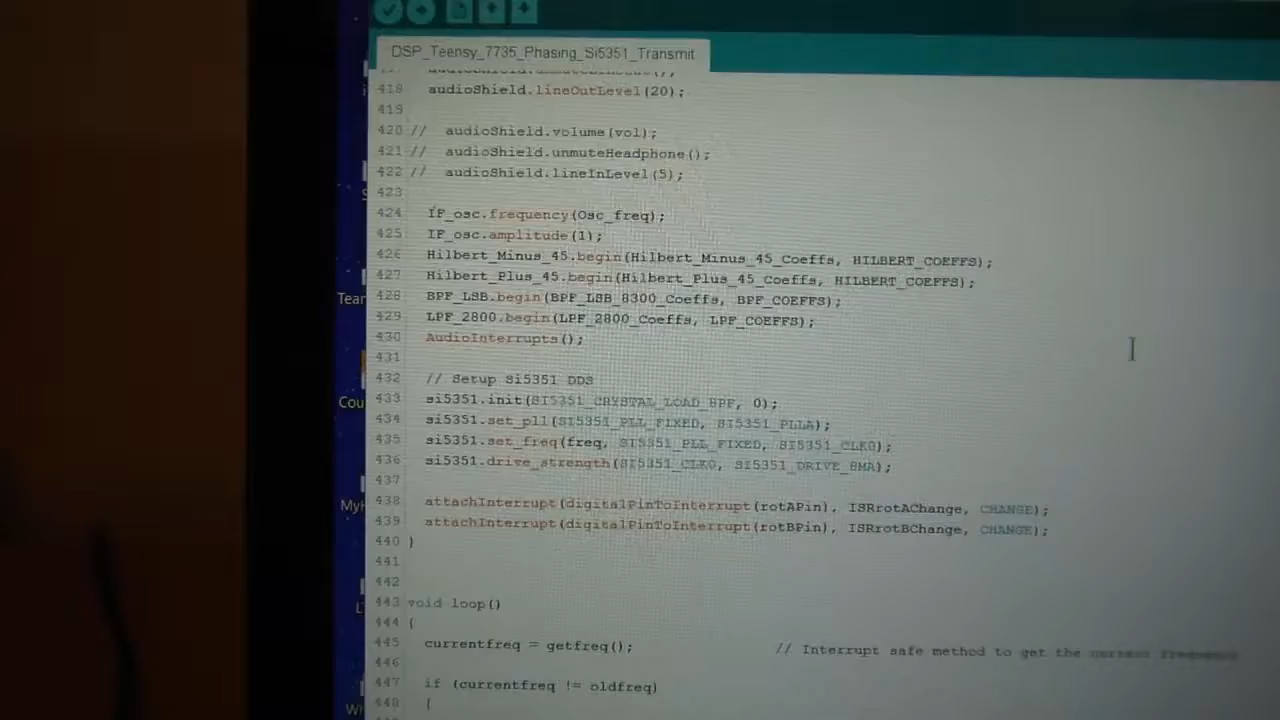 DSP_Teensy_7735_Phasing_Si5351_Transmit
418 audioShield.lineOutLevel(20);
419
420 // audioShield.volume(vol);
421 // audioShield.unmuteHeadphone();
422 // audioShield.lineInLevel(5);
423
424 IF_osc.frequency(Osc_freq);
425 IF_osc.amplitude(1);
426 Hilbert_Minus_45.begin(Hilbert_Minus_45_Coeffs, HILBERT_COEFFS);
427 Hilbert_Plus_45.begin(Hilbert_Plus_45_Coeffs, HILBERT_COEFFS);
428 BPF_LSB.begin(BPF_LSB_8300_Coeffs, BPF_COEFFS);
429 LPF_2800.begin(LPF_2800_Coeffs, LPF_COEFFS);
430 AudioInterrupts();
431
432 // Setup Si5351 DDS
433 si5351.init(SI5351_CRYSTAL_LOAD_8PF, 0);
434 si5351.set_pll(SI5351_PLL_FIXED, SI5351_PLLA);
435 si5351.set_freq(freq, SI5351_PLL_FIXED, SI5351_CLK0);
436 si5351.drive_strength(SI5351_CLK0, SI5351_DRIVE_8MA);
437
438 attachInterrupt(digitalPinToInterrupt(rotAPin), ISRrotAChange, CHANGE);
439 attachInterrupt(digitalPinToInterrupt(rotBPin), ISRrotBChange, CHANGE);
440 }
441
442
443 void loop()
444 {
445 currentfreq = getfreq(); // Interrupt safe method to get the current frequency
446
447 if (currentfreq != oldfreq)
448 {
Tear
Cou
MyH